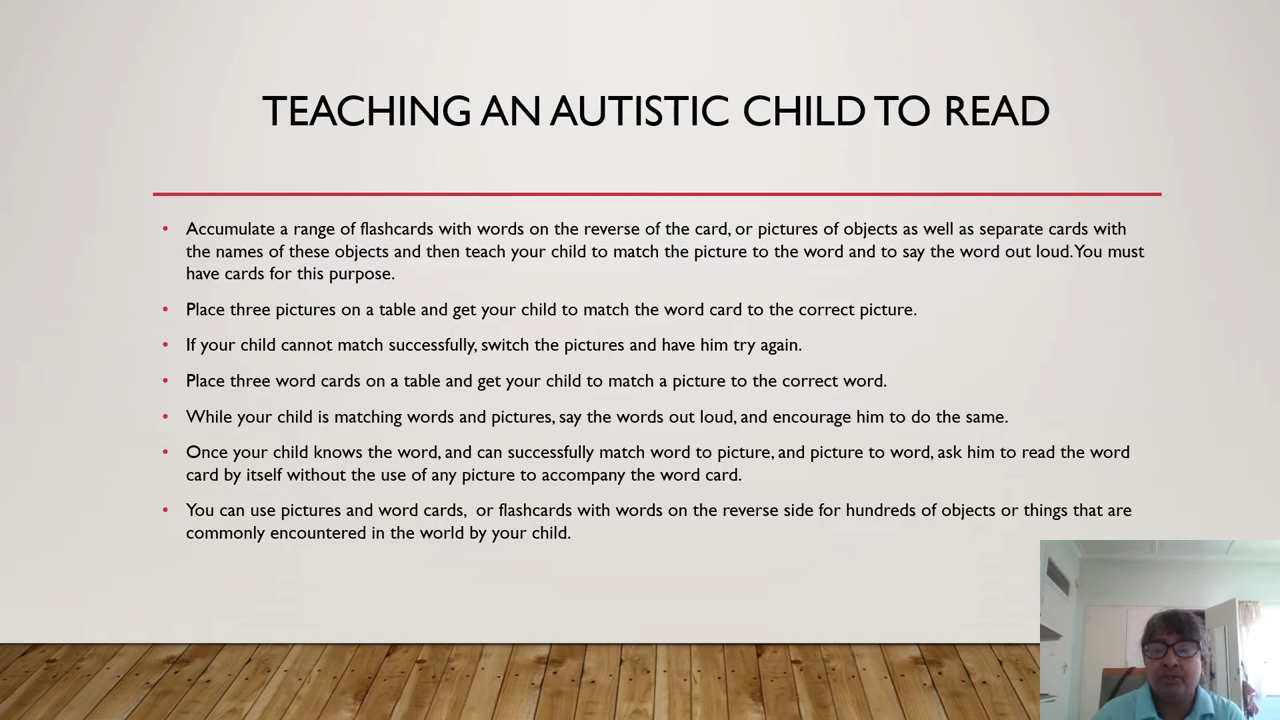 TEACHING AN AUTISTIC CHILD TO READ
• Accumulate a range of flashcards with words on the reverse of the card, or pictures of objects as well as separate cards with
the names of these objects and then teach your child to match the picture to the word and to say the word out loud. You must
have cards for this purpose.
• Place three pictures on a table and get your child to match the word card to the correct picture.
• If your child cannot match successfully, switch the pictures and have him try again.
• Place three word cards on a table and get your child to match a picture to the correct word.
• While your child is matching words and pictures, say the words out loud, and encourage him to do the same.
• Once your child knows the word, and can successfully match word to picture, and picture to word, ask him to read the word
card by itself without the use of any picture to accompany the word card.
• You can use pictures and word cards,  or flashcards with words on the reverse side for hundreds of objects or things that are
commonly encountered in the world by your child.